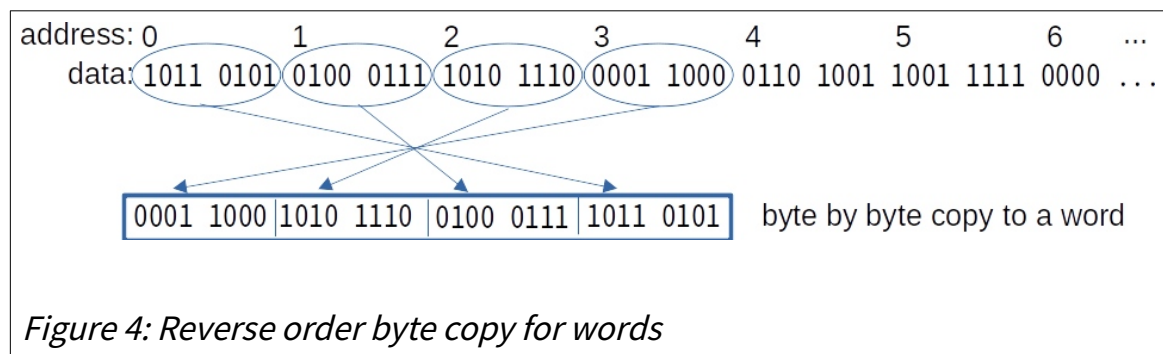 address: 0 1 2 3 4 5 6 ...
data: 1011 0101 0100 0111 1010 1110 0001 1000 0110 1001 1001 1111 0000 ...
0001 1000 1010 1110 0100 0111 1011 0101 byte by byte copy to a word
Figure 4: Reverse order byte copy for words